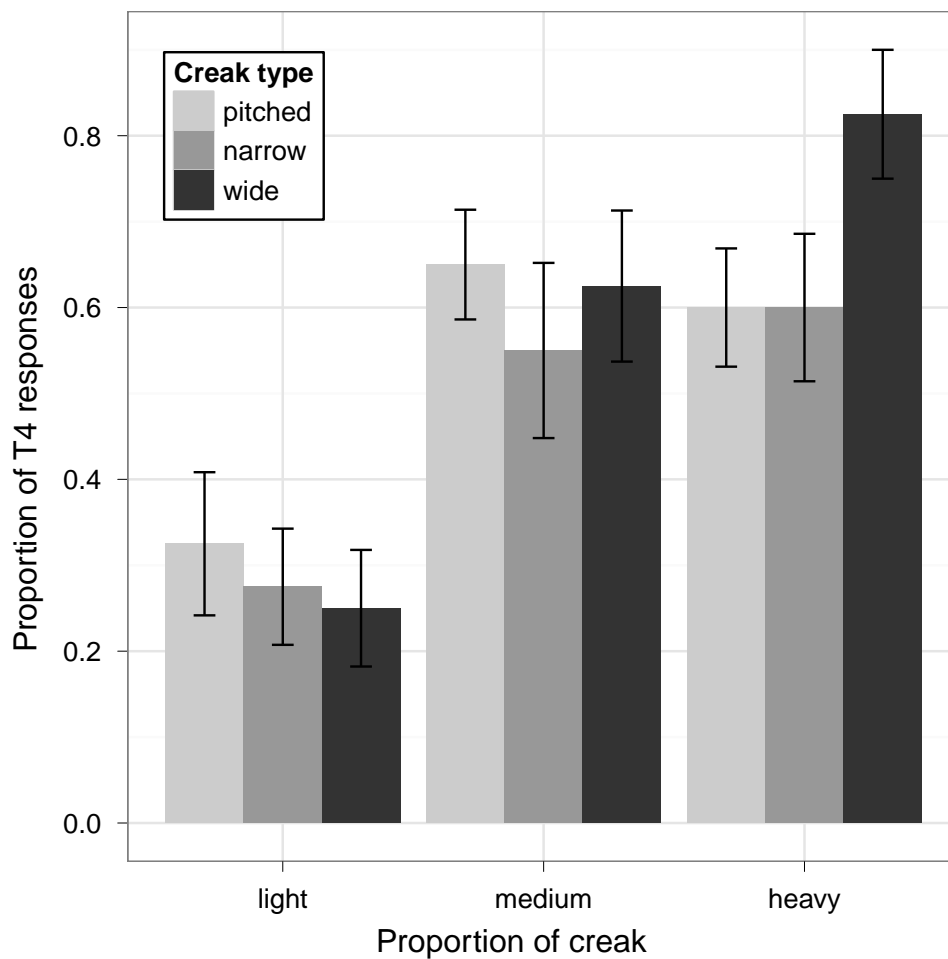 Creak type
pitched
narrow
wide
Proportion of T4 responses
0.8
0.6
0.4
0.2
0.0
light medium heavy
Proportion of creak